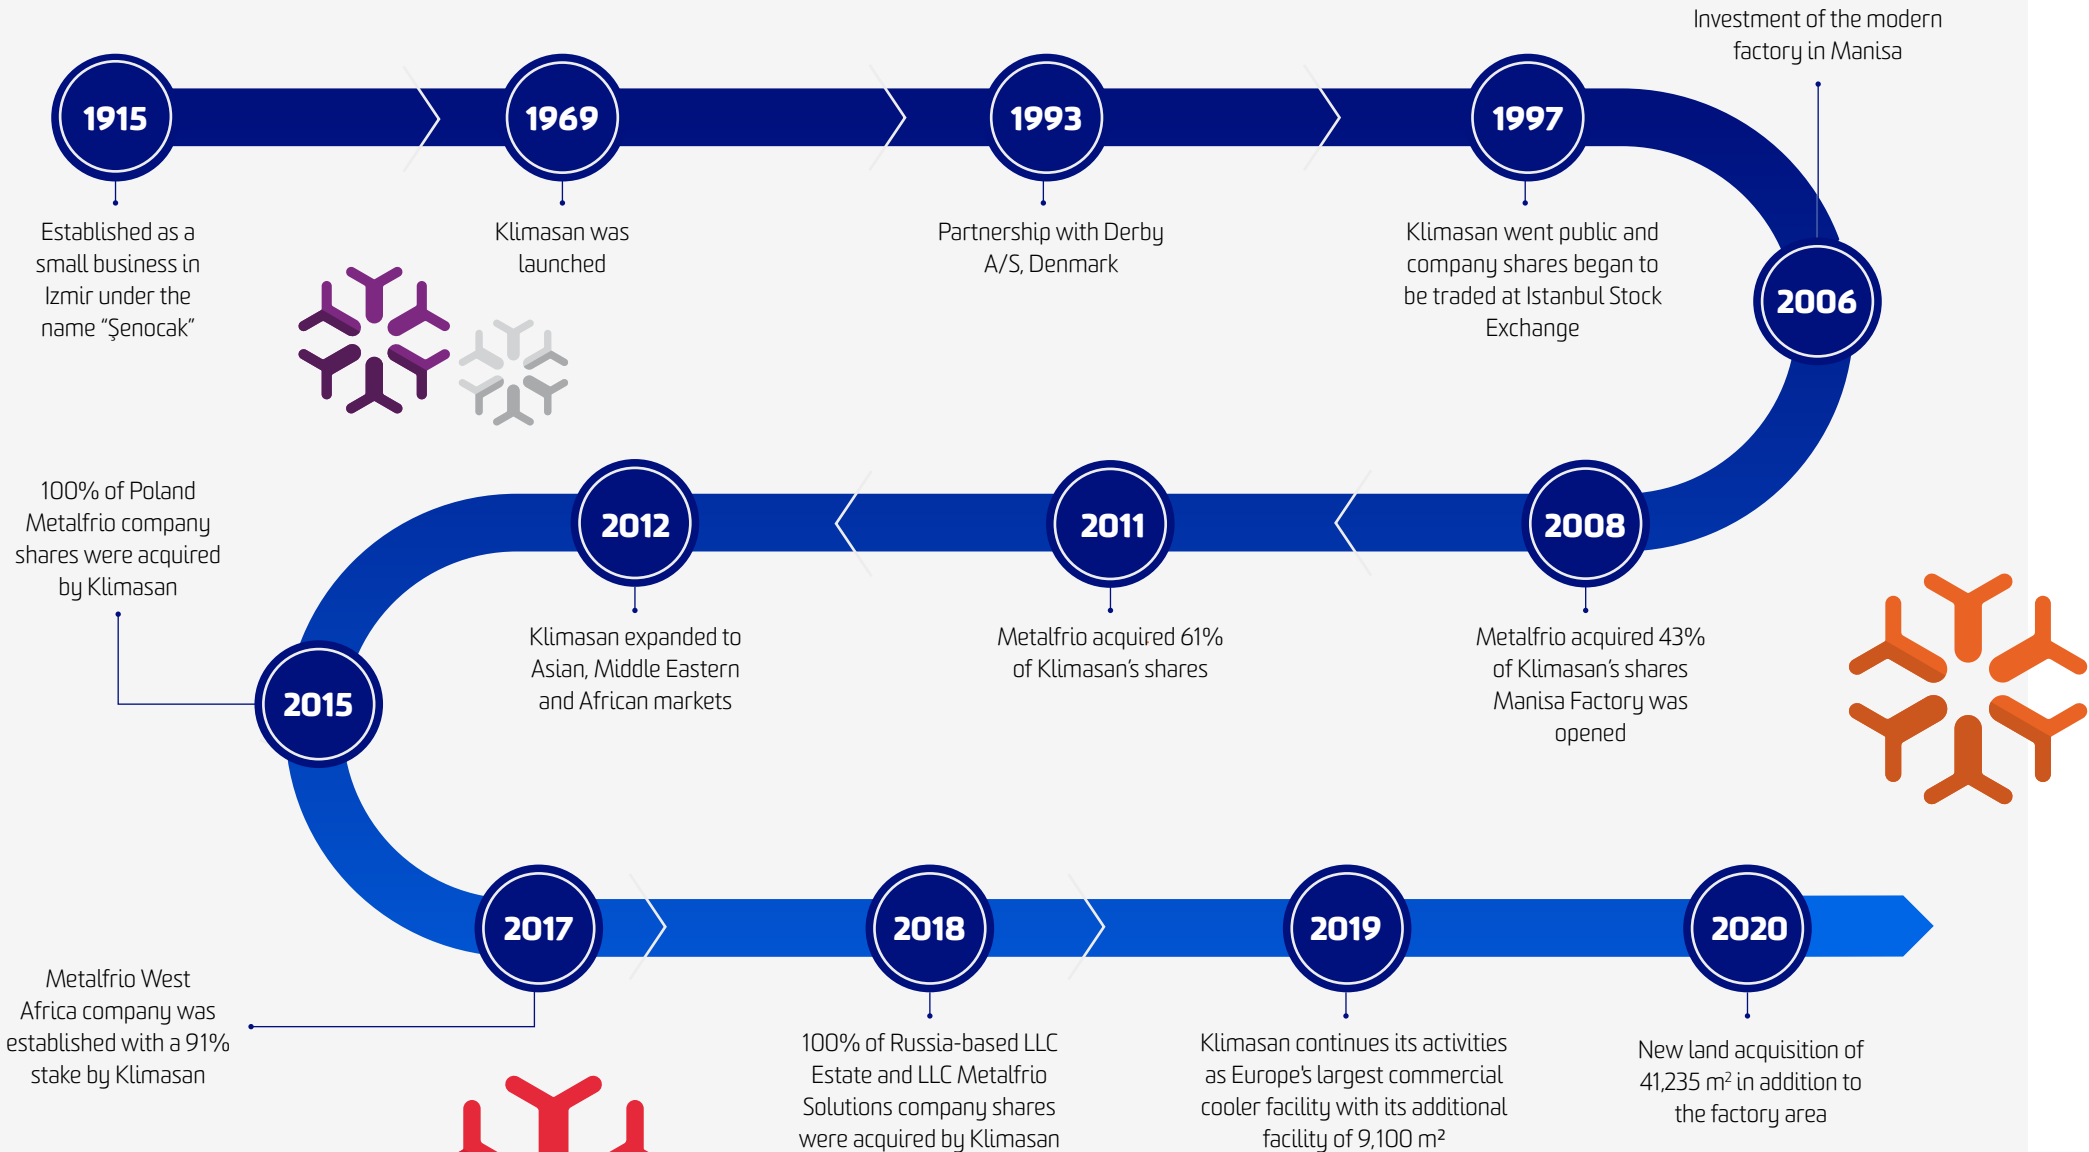 Investment of the modern
factory in Manisa
1915
1969
1993
1997
Established as a
small business in
Izmir under the
name “Şenocak”
Klimasan was
launched
Partnership with Derby
A/S, Denmark
Klimasan went public and
company shares began to
be traded at Istanbul Stock
Exchange
2006
100% of Poland
Metalfrio company
shares were acquired
by Klimasan
2012
2011
2008
Klimasan expanded to
Asian, Middle Eastern
and African markets
Metalfrio acquired 61%
of Klimasan’s shares
Metalfrio acquired 43%
of Klimasan’s shares
Manisa Factory was
opened
2015
2017
2018
2019
2020
Metalfrio West
Africa company was
established with a 91%
stake by Klimasan
100% of Russia-based LLC
Estate and LLC Metalfrio
Solutions company shares
were acquired by Klimasan
Klimasan continues its activities
as Europe's largest commercial
cooler facility with its additional
facility of 9,100 m²
New land acquisition of
41,235 m² in addition to
the factory area